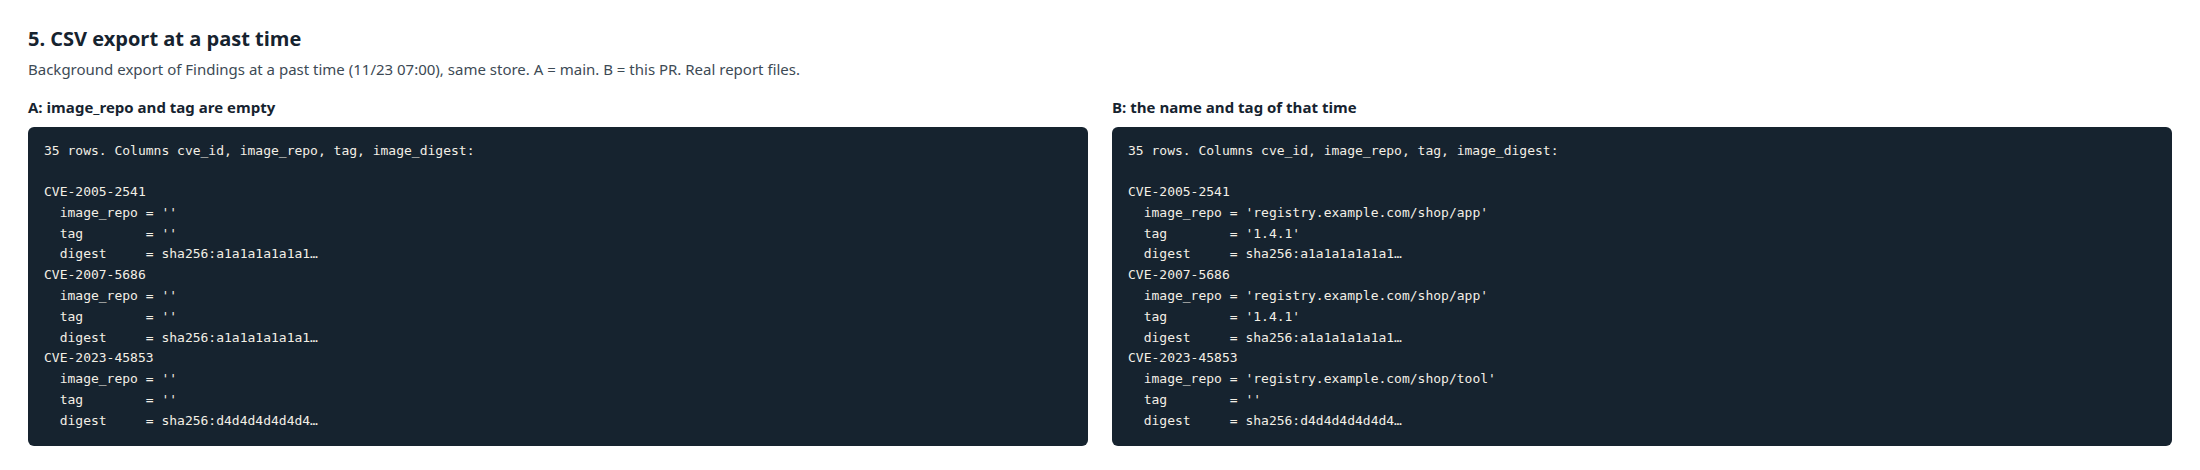 5. CSV export at a past time
Background export of Findings at a past time (11/23 07:00), same store. A = main. B = this PR. Real report files.
A: image_repo and tag are empty
35 rows. Columns cve_id, image_repo, tag, image_digest:
CVE-2005-2541
image_repo = ''
tag = ''
digest = sha256:a1a1a1a1a1a1…
CVE-2007-5686
image_repo = ''
tag = ''
digest = sha256:a1a1a1a1a1a1…
CVE-2023-45853
image_repo = ''
tag = ''
digest = sha256:d4d4d4d4d4d4…
B: the name and tag of that time
35 rows. Columns cve_id, image_repo, tag, image_digest:
CVE-2005-2541
image_repo = 'registry.example.com/shop/app'
tag = '1.4.1'
digest = sha256:a1a1a1a1a1a1…
CVE-2007-5686
image_repo = 'registry.example.com/shop/app'
tag = '1.4.1'
digest = sha256:a1a1a1a1a1a1…
CVE-2023-45853
image_repo = 'registry.example.com/shop/tool'
tag = ''
digest = sha256:d4d4d4d4d4d4…